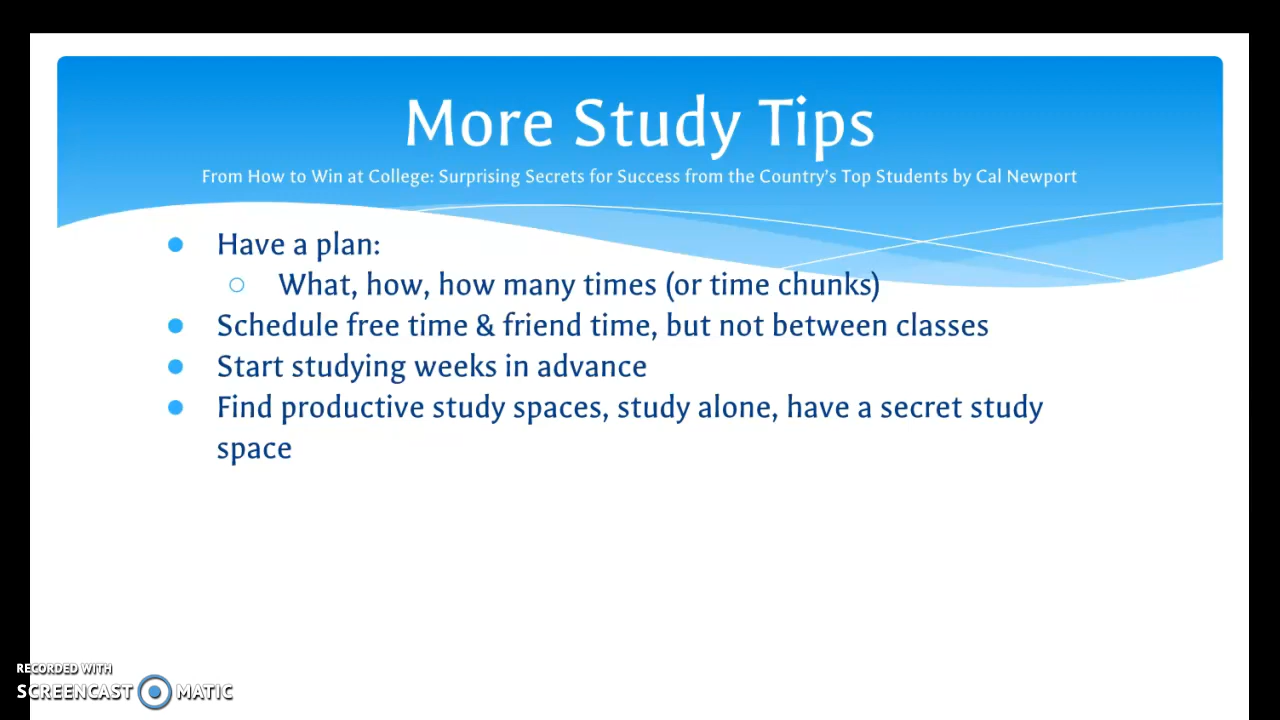 More Study Tips
From How to Win at College: Surprising Secrets for Success from the Country's Top Students by Cal Newport
● Have a plan:
○ What, how, how many times (or time chunks)
● Schedule free time & friend time, but not between classes
● Start studying weeks in advance
● Find productive study spaces, study alone, have a secret study
space
RECORDED WITH
SCREENCAST MATIC